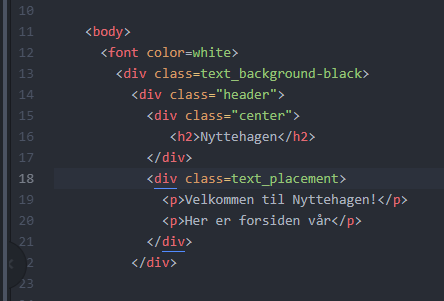 10
11 <body>
12 <font color=white>
13 <div class=text_background-black>
14 <div class="header">
15 <div class="center">
16 <h2>Nyttehagen</h2>
17 </div>
18 <div class=text_placement>
19 <p>Velkommen til Nyttehagen!</p>
20 <p>Her er forsiden vår</p>
21 </div>
2 </div>
23